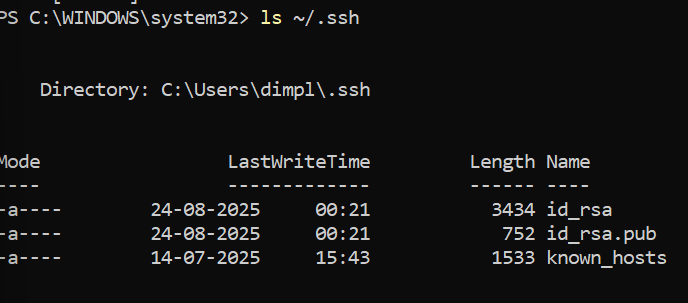 PS C:\WINDOWS\system32> ls ~/.ssh
Directory: C:\Users\dimpl\.ssh
Mode LastWriteTime Length Name
---- ------------- ------ ----
-a---- 24-08-2025 00:21 3434 id_rsa
-a---- 24-08-2025 00:21 752 id_rsa.pub
-a---- 14-07-2025 15:43 1533 known_hosts